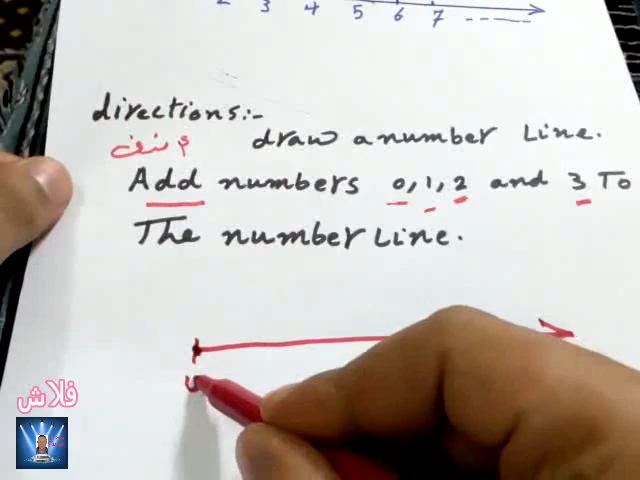 2 3 4 5 6 7
directions:-
draw a number Line.
Add numbers 0, 1, 2 and 3 To
The number Line.
فلاش